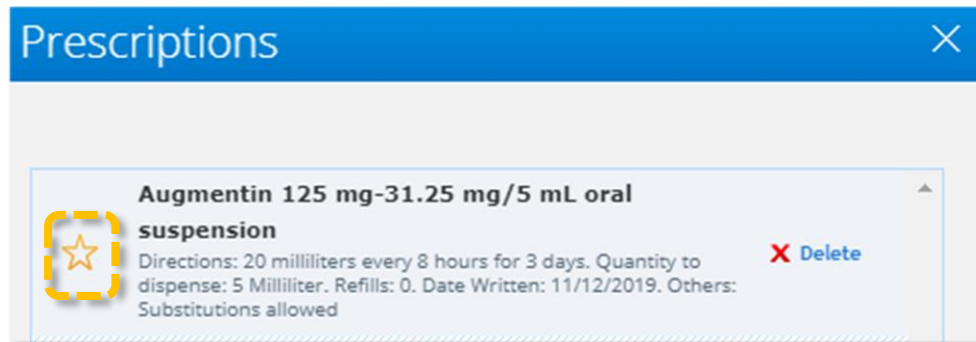 Prescriptions
Augmentin 125 mg-31.25 mg/5 mL oral
suspension
Directions: 20 milliliters every 8 hours for 3 days. Quantity to
dispense: 5 Milliliter. Refills: 0. Date Written: 11/12/2019. Others:
Substitutions allowed
X Delete